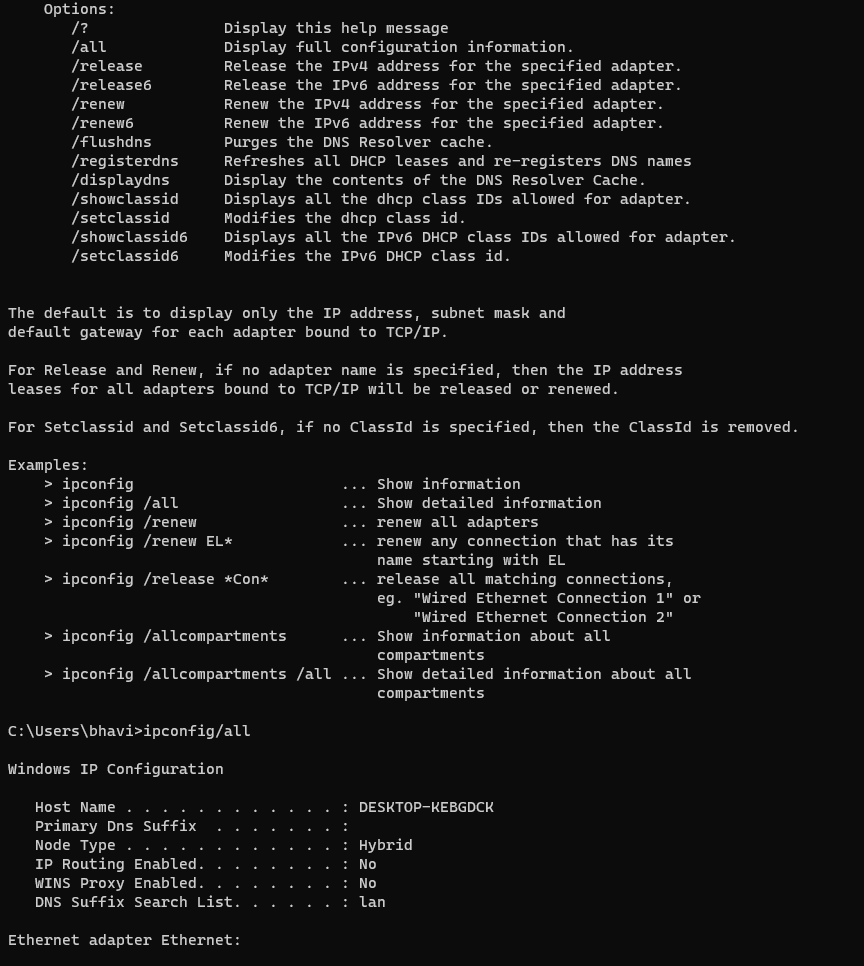 Options:
       /?               Display this help message
       /all             Display full configuration information.
       /release         Release the IPv4 address for the specified adapter.
       /release6        Release the IPv6 address for the specified adapter.
       /renew           Renew the IPv4 address for the specified adapter.
       /renew6          Renew the IPv6 address for the specified adapter.
       /flushdns        Purges the DNS Resolver cache.
       /registerdns     Refreshes all DHCP leases and re-registers DNS names
       /displaydns      Display the contents of the DNS Resolver Cache.
       /showclassid     Displays all the dhcp class IDs allowed for adapter.
       /setclassid      Modifies the dhcp class id.
       /showclassid6    Displays all the IPv6 DHCP class IDs allowed for adapter.
       /setclassid6     Modifies the IPv6 DHCP class id.


The default is to display only the IP address, subnet mask and
default gateway for each adapter bound to TCP/IP.

For Release and Renew, if no adapter name is specified, then the IP address
leases for all adapters bound to TCP/IP will be released or renewed.

For Setclassid and Setclassid6, if no ClassId is specified, then the ClassId is removed.

Examples:
    > ipconfig                       ... Show information
    > ipconfig /all                  ... Show detailed information
    > ipconfig /renew                ... renew all adapters
    > ipconfig /renew EL*            ... renew any connection that has its
                                         name starting with EL
    > ipconfig /release *Con*        ... release all matching connections,
                                         eg. "Wired Ethernet Connection 1" or
                                             "Wired Ethernet Connection 2"
    > ipconfig /allcompartments      ... Show information about all
                                         compartments
    > ipconfig /allcompartments /all ... Show detailed information about all
                                         compartments

C:\Users\bhavi>ipconfig/all

Windows IP Configuration

   Host Name . . . . . . . . . . . . : DESKTOP-KEBGDCK
   Primary Dns Suffix  . . . . . . . :
   Node Type . . . . . . . . . . . . : Hybrid
   IP Routing Enabled. . . . . . . . : No
   WINS Proxy Enabled. . . . . . . . : No
   DNS Suffix Search List. . . . . . : lan

Ethernet adapter Ethernet: